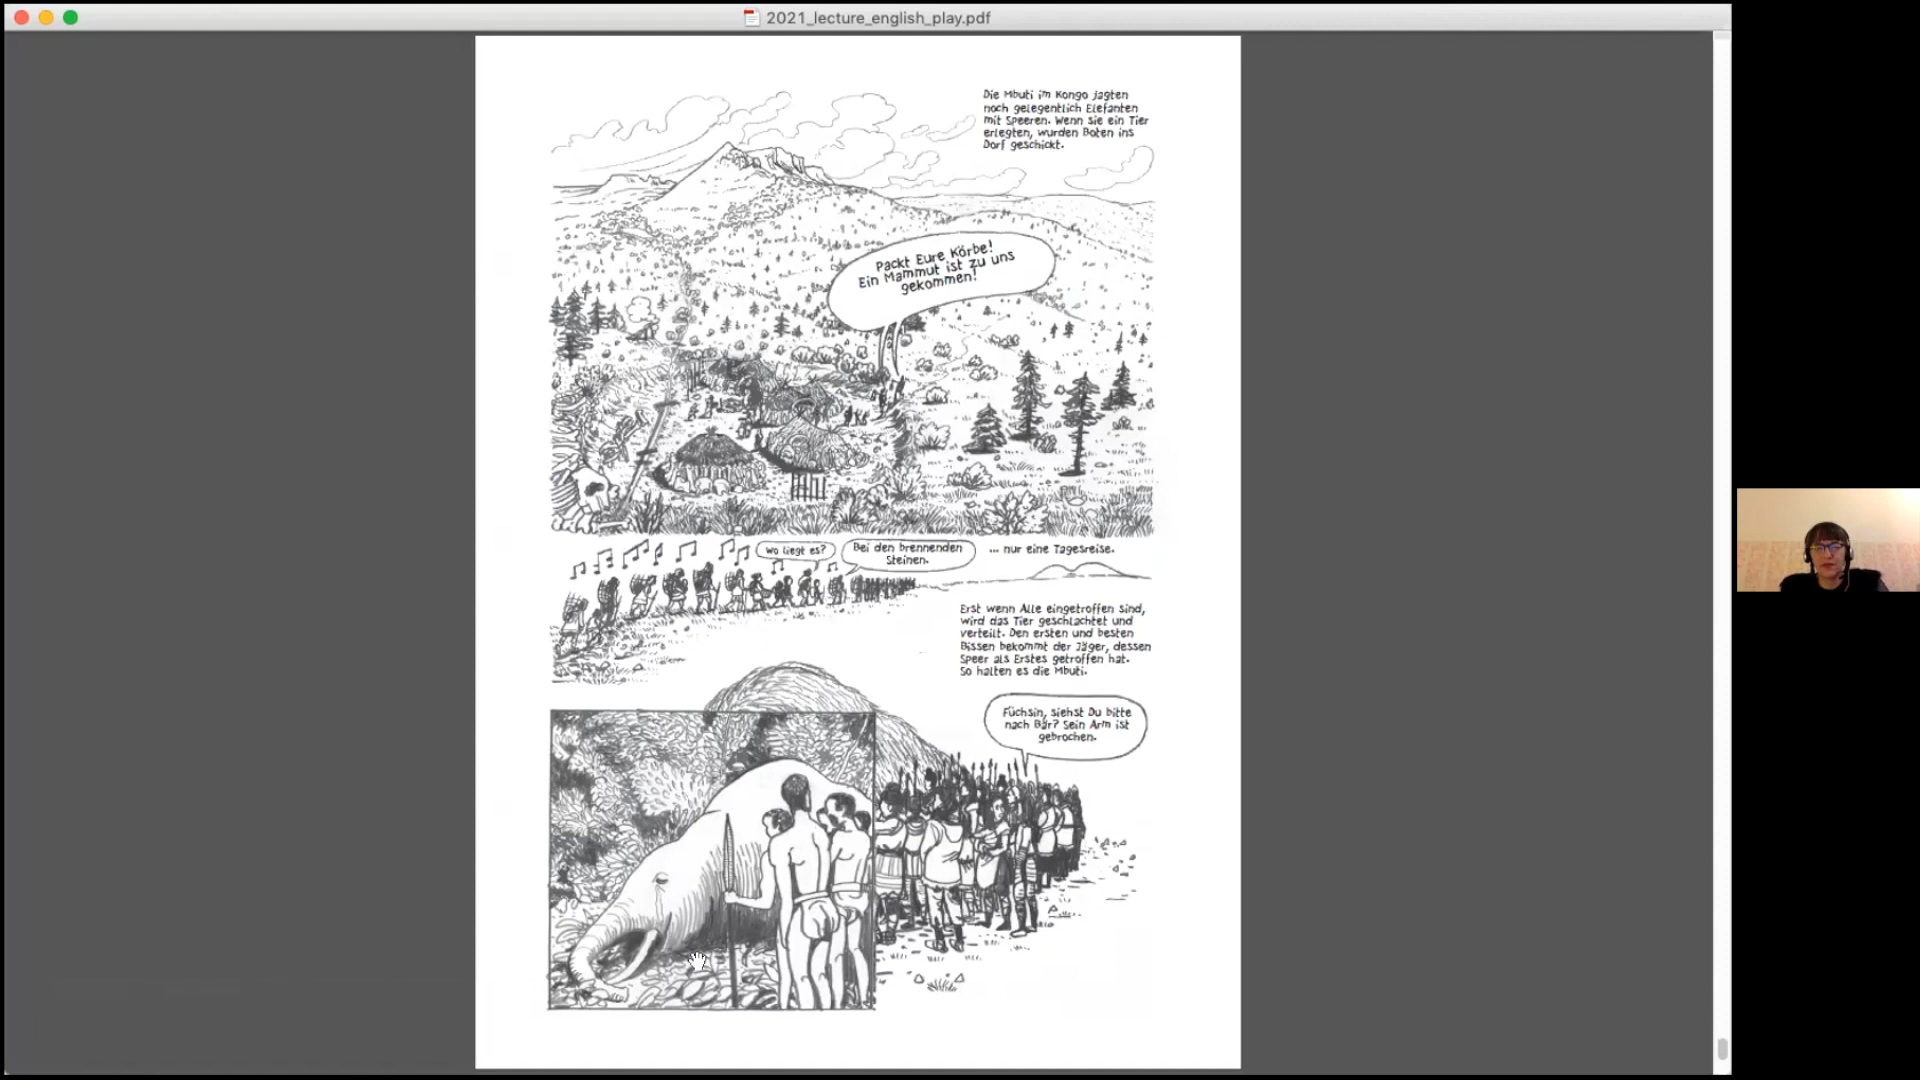 2021_lecture_english_play.pdf
Die Mbuti im Kongo jagten
noch gelegentlich Elefanten
mit Speeren. Wenn sie ein Tier
erlegten, wurden Boten ins
Dorf geschickt.
Packt Eure Körbe!
Ein Mammut ist zu uns
gekommen!
Wo liegt es?
Bei den brennenden
Steinen.
... nur eine Tagesreise.
Erst wenn Alle eingetroffen sind,
wird das Tier geschlachtet und
verteilt. Den ersten und besten
Bissen bekommt der Jäger, dessen
Speer als Erstes getroffen hat.
So halten es die Mbuti.
Füchsin, siehst Du bitte
nach Bär? Sein Arm ist
gebrochen.